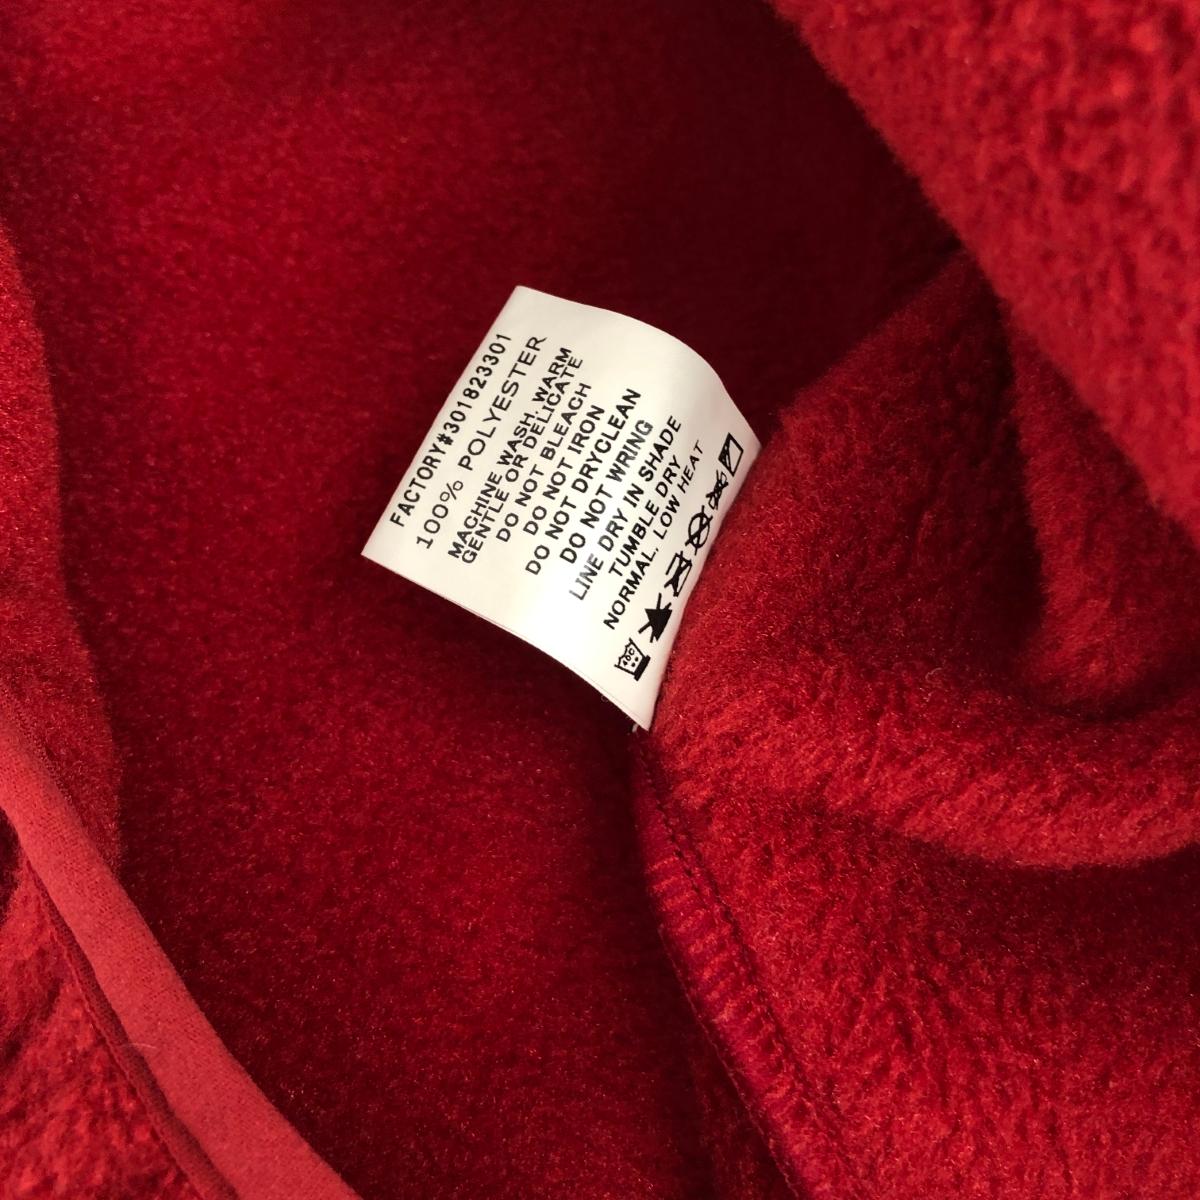 FACTORY#301823301
100% POLYESTER
MACHINE WASH, WARM
GENTLE OR DELICATE
DO NOT BLEACH
DO NOT IRON
DO NOT DRYCLEAN
DO NOT WRING
LINE DRY IN SHADE
TUMBLE DRY
NORMAL, LOW HEAT
40C